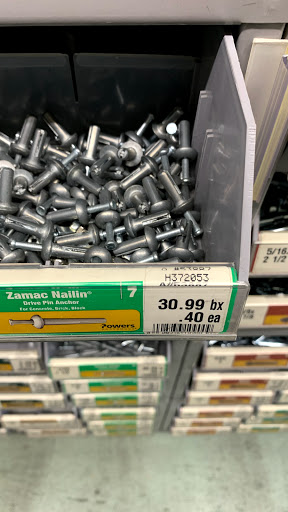 H372053
Zamac Nailin® 7
Drive Pin Anchor
For Concrete, Brick, Block
Powers
30.99 bx
.40 ea
5/16
2 1/2